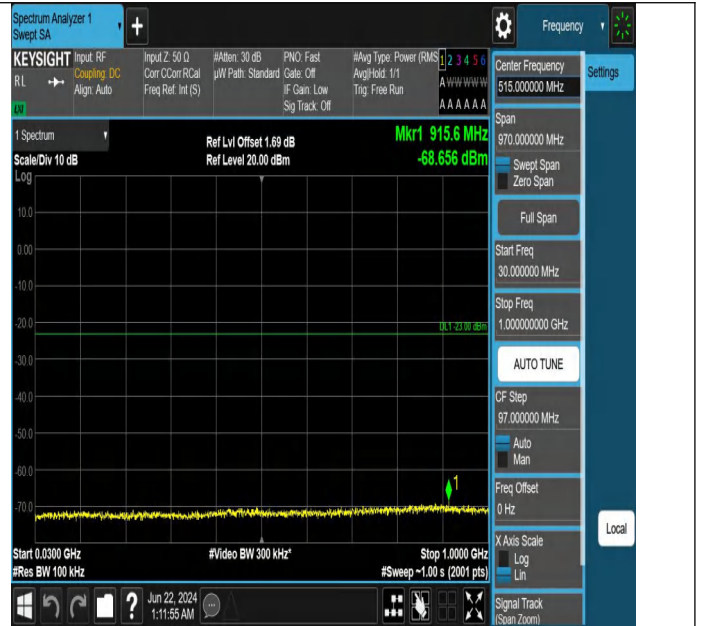 Spectrum Analyzer 1
Swept SA
Frequency
KEYSIGHT
RL
LXI
Input: RF
Coupling: DC
Align: Auto
Input Z: 50 Ω
Corr CCorr RCal
Freq Ref: Int (S)
#Atten: 30 dB
µW Path: Standard
PNO: Fast
Gate: Off
IF Gain: Low
Sig Track: Off
#Avg Type: Power (RMS
Avg|Hold: 1/1
Trig: Free Run
1 2 3 4 5 6
A W W W W W
A A A A A A
1 Spectrum
Scale/Div 10 dB
Log
Ref Lvl Offset 1.69 dB
Ref Level 20.00 dBm
Mkr1 915.6 MHz
-68.656 dBm
10.0
0.00
-10.0
-20.0
-30.0
-40.0
-50.0
-60.0
-70.0
DL1 -23.00 dBm
1
Start 0.0300 GHz
#Res BW 100 kHz
#Video BW 300 kHz*
Stop 1.0000 GHz
#Sweep ~1.00 s (2001 pts)
Center Frequency
515.000000 MHz
Settings
Span
970.000000 MHz
Swept Span
Zero Span
Full Span
Start Freq
30.000000 MHz
Stop Freq
1.000000000 GHz
AUTO TUNE
CF Step
97.000000 MHz
Auto
Man
Freq Offset
0 Hz
X Axis Scale
Log
Lin
Local
Signal Track
(Span Zoom)
?
Jun 22, 2024
1:11:55 AM